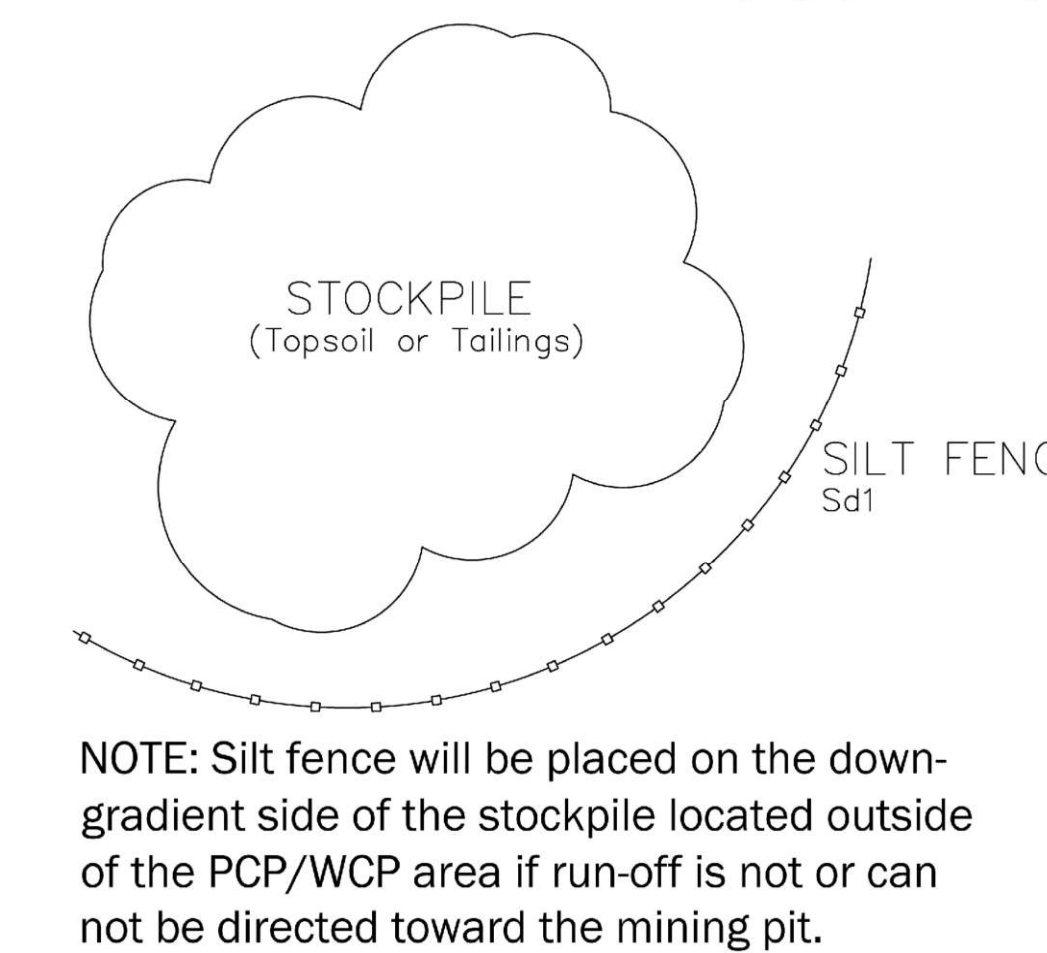 STOCKPILE
(Topsoil or Tailings)
SILT
Sd1
NOTE: Silt fence will be placed on the down-
gradient side of the stockpile located outside
of the PCP/WCP area if run-off is not or can
not be directed toward the mining pit.